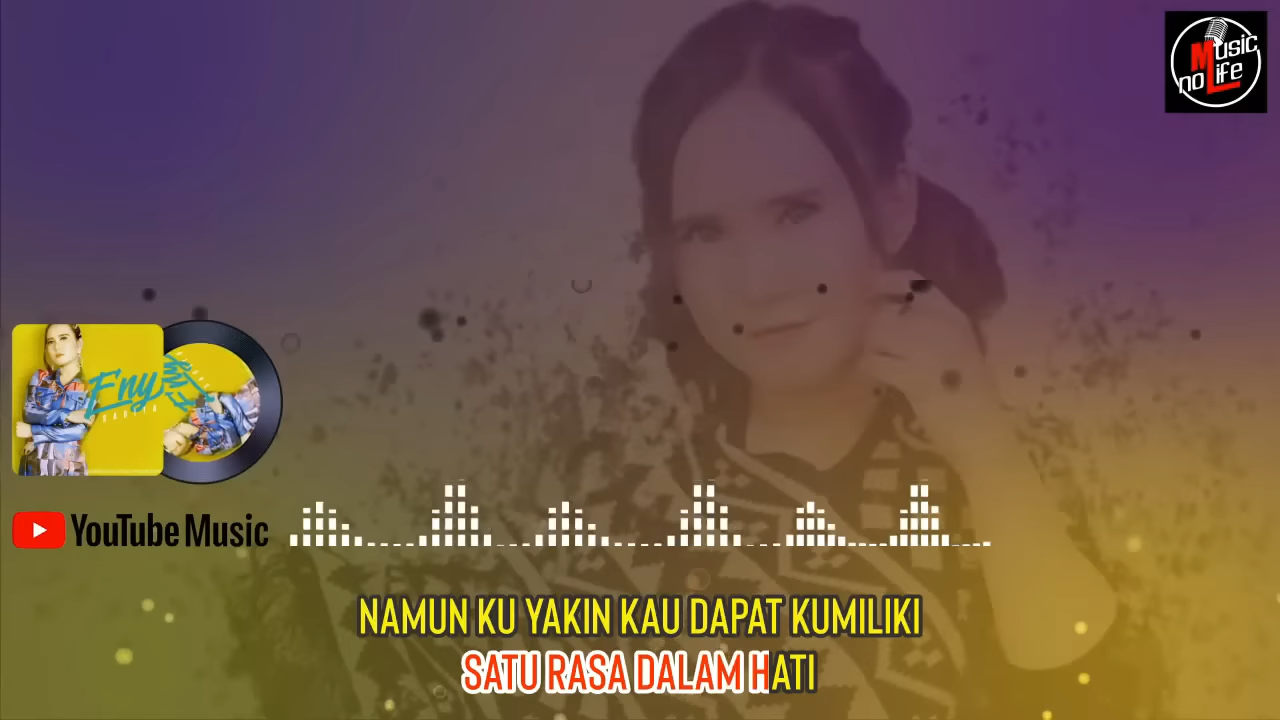 Music
no Life
Eny
YouTube Music
NAMUN KU YAKIN KAU DAPAT KUMILIKI
SATU RASA DALAM HATI